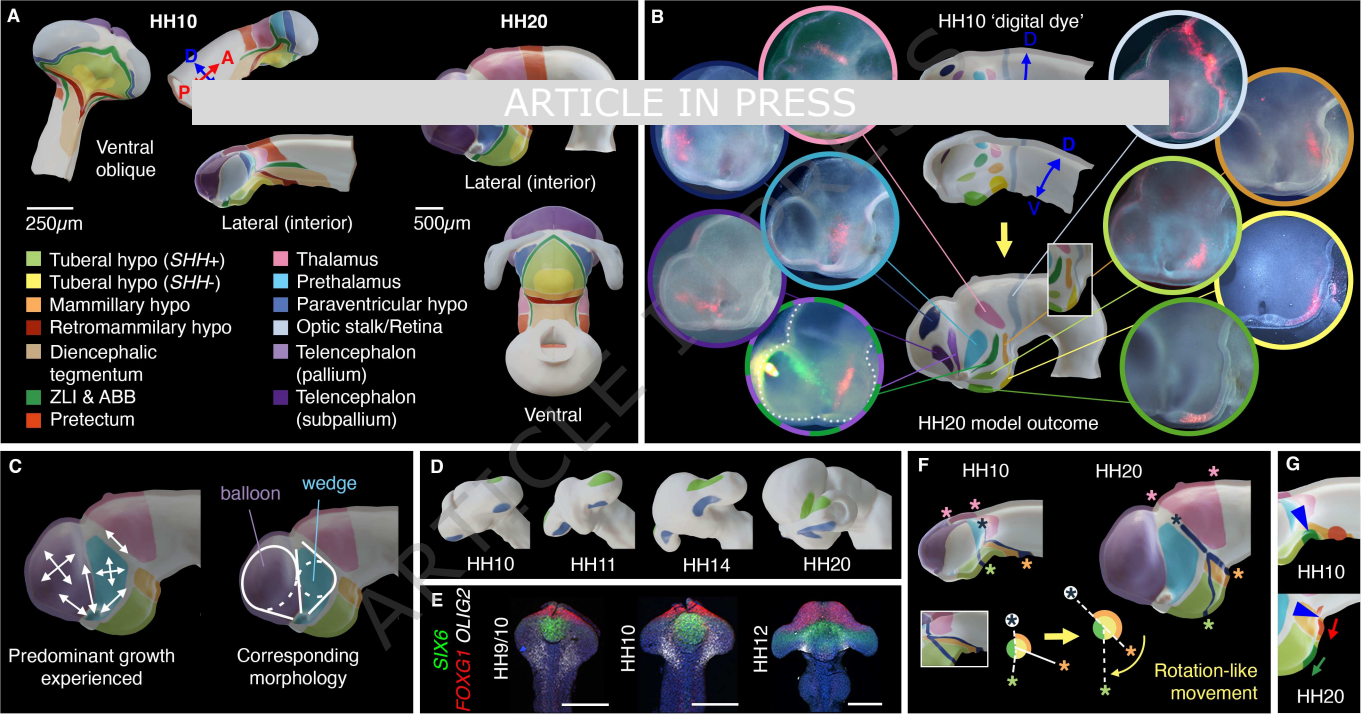 A
HH10
HH20
D
A
P
Ventral
oblique
250µm
Lateral (interior)
500µm
Lateral (interior)
Ventral
Tuberal hypo (SHH+)
Tuberal hypo (SHH-)
Mammillary hypo
Retromammilary hypo
Diencephalic
tegmentum
ZLI & ABB
Pretectum
Thalamus
Prethalamus
Paraventricular hypo
Optic stalk/Retina
Telencephalon
(pallium)
Telencephalon
(subpallium)
B
HH10 ‘digital dye’
D
D
V
HH20 model outcome
ARTICLE IN PRESS
C
balloon
wedge
Predominant growth
experienced
Corresponding
morphology
D
HH10
HH11
HH14
HH20
E
SIX6
FOXG1 OLIG2
HH9/10
HH10
HH12
F
HH10
HH20
* * * * *
* * * * *
* * *
* * *
Rotation-like
movement
G
HH10
HH20